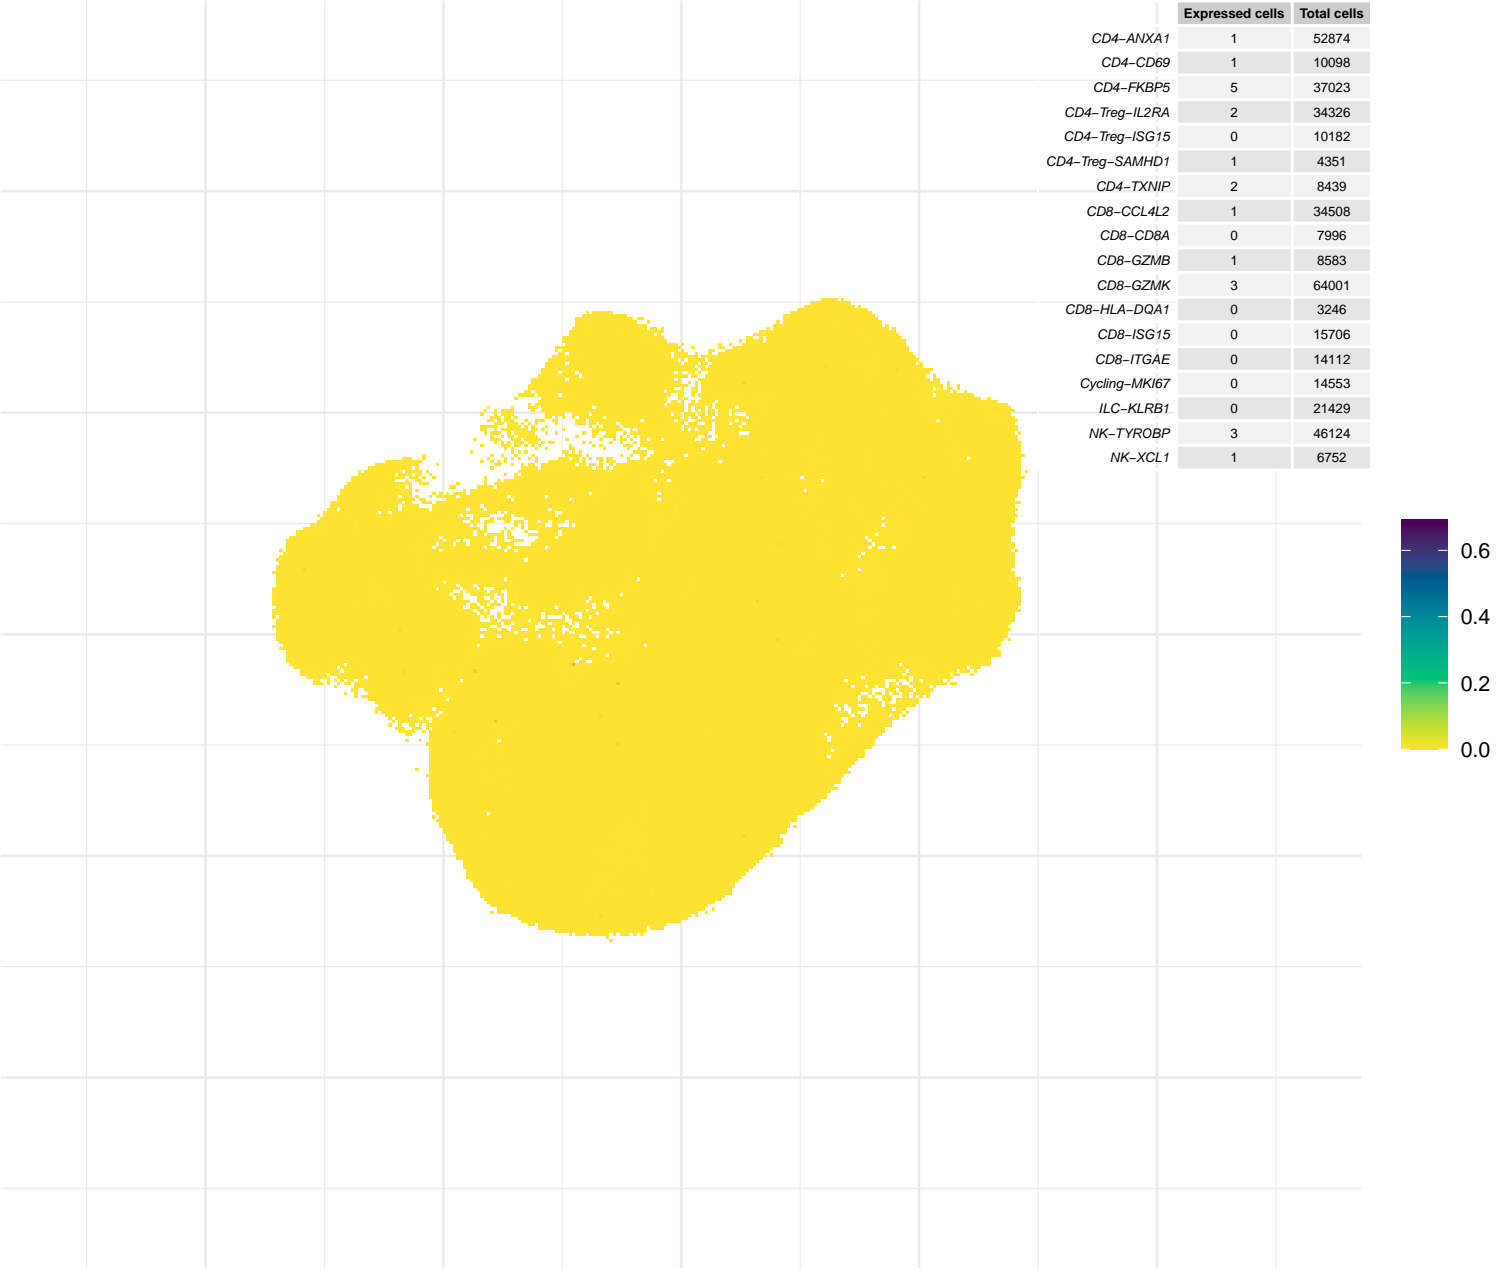 Expressed cells Total cells
CD4−ANXA1 1 52874
CD4−CD69 1 10098
CD4−FKBP5 5 37023
CD4−Treg−IL2RA 2 34326
CD4−Treg−ISG15 0 10182
CD4−Treg−SAMHD1 1 4351
CD4−TXNIP 2 8439
CD8−CCL4L2 1 34508
CD8−CD8A 0 7996
CD8−GZMB 1 8583
CD8−GZMK 3 64001
CD8−HLA−DQA1 0 3246
CD8−ISG15 0 15706
CD8−ITGAE 0 14112
Cycling−MKI67 0 14553
ILC−KLRB1 0 21429
NK−TYROBP 3 46124
NK−XCL1 1 6752
0.6
0.4
0.2
0.0